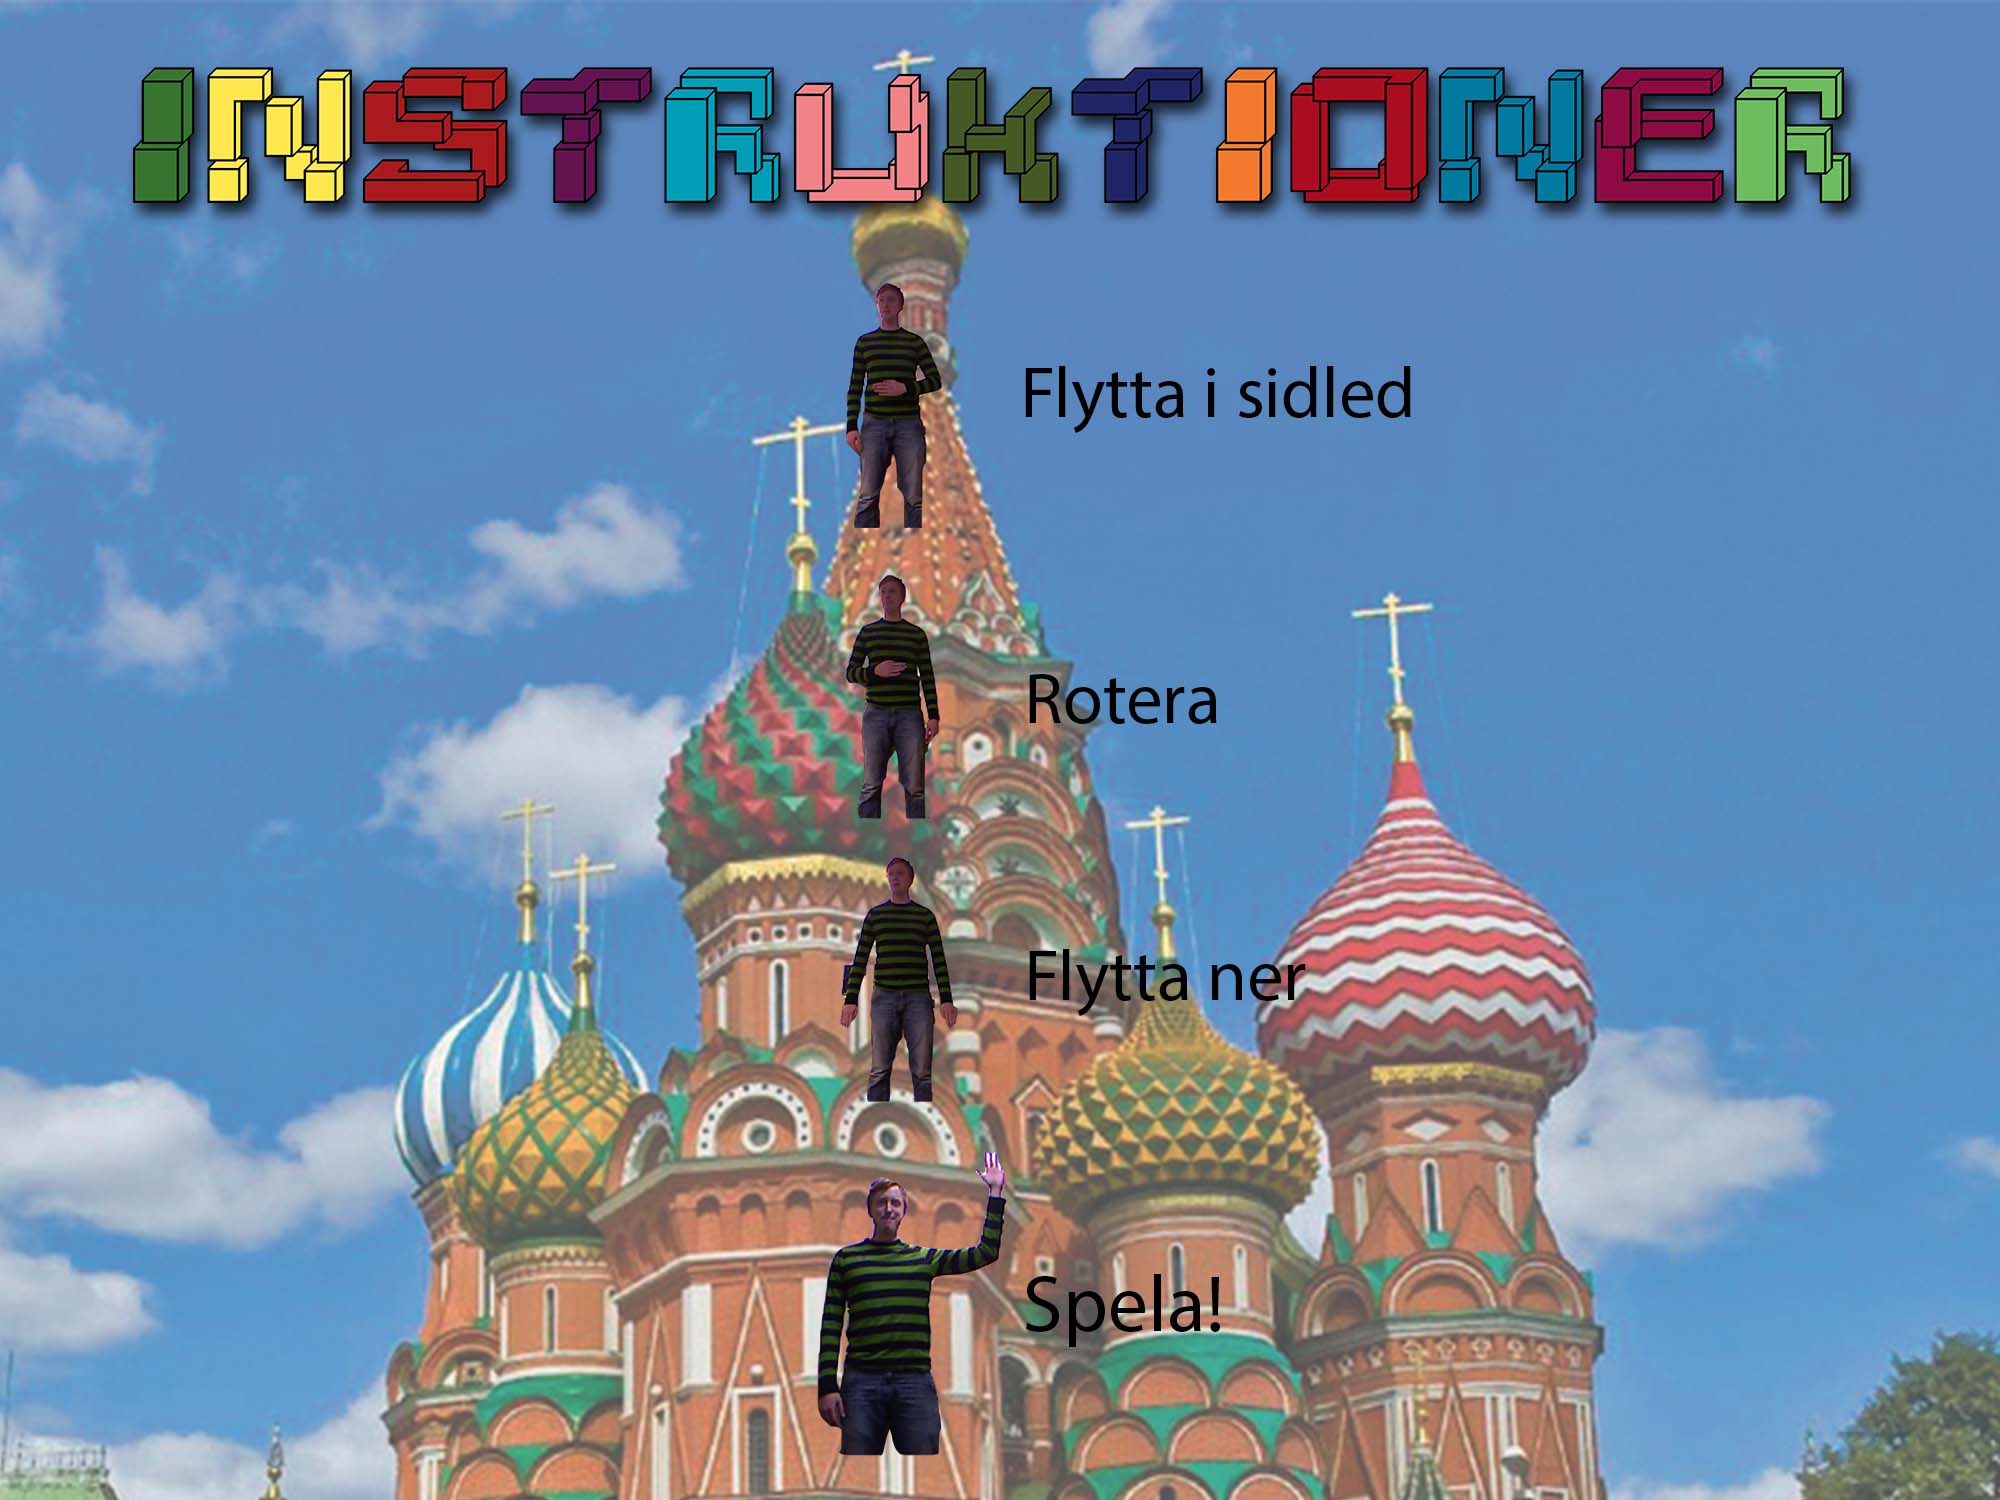 INSTRUKTIONER
Flytta i sidled
Rotera
Flytta ner
Spela!